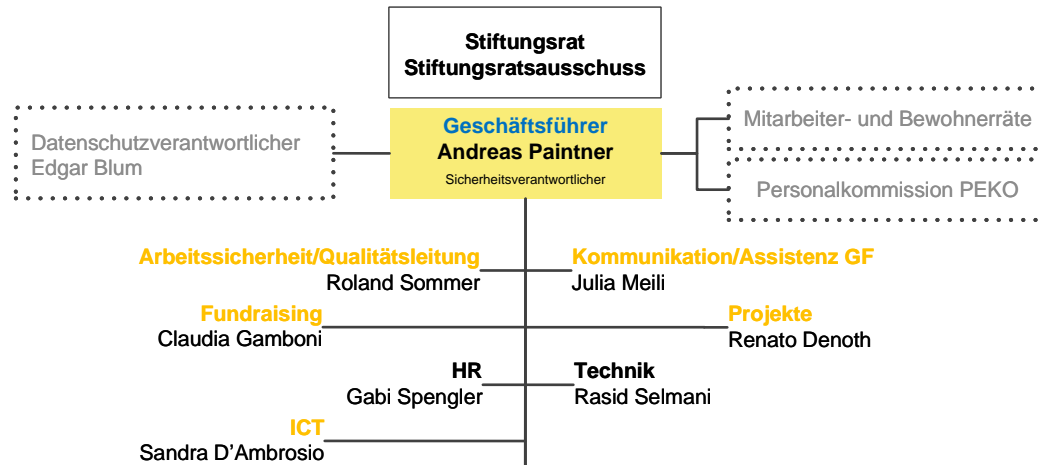 Stiftungsrat
Stiftungsratsausschuss
Datenschutzverantwortlicher
Edgar Blum
Geschäftsführer
Andreas Paintner
Sicherheitsverantwortlicher
Mitarbeiter- und Bewohnerräte
Personalkommission PEKO
Arbeitssicherheit/Qualitätsleitung
Roland Sommer
Kommunikation/Assistenz GF
Julia Meili
Fundraising
Claudia Gamboni
Projekte
Renato Denoth
HR
Gabi Spengler
Technik
Rasid Selmani
ICT
Sandra D’Ambrosio